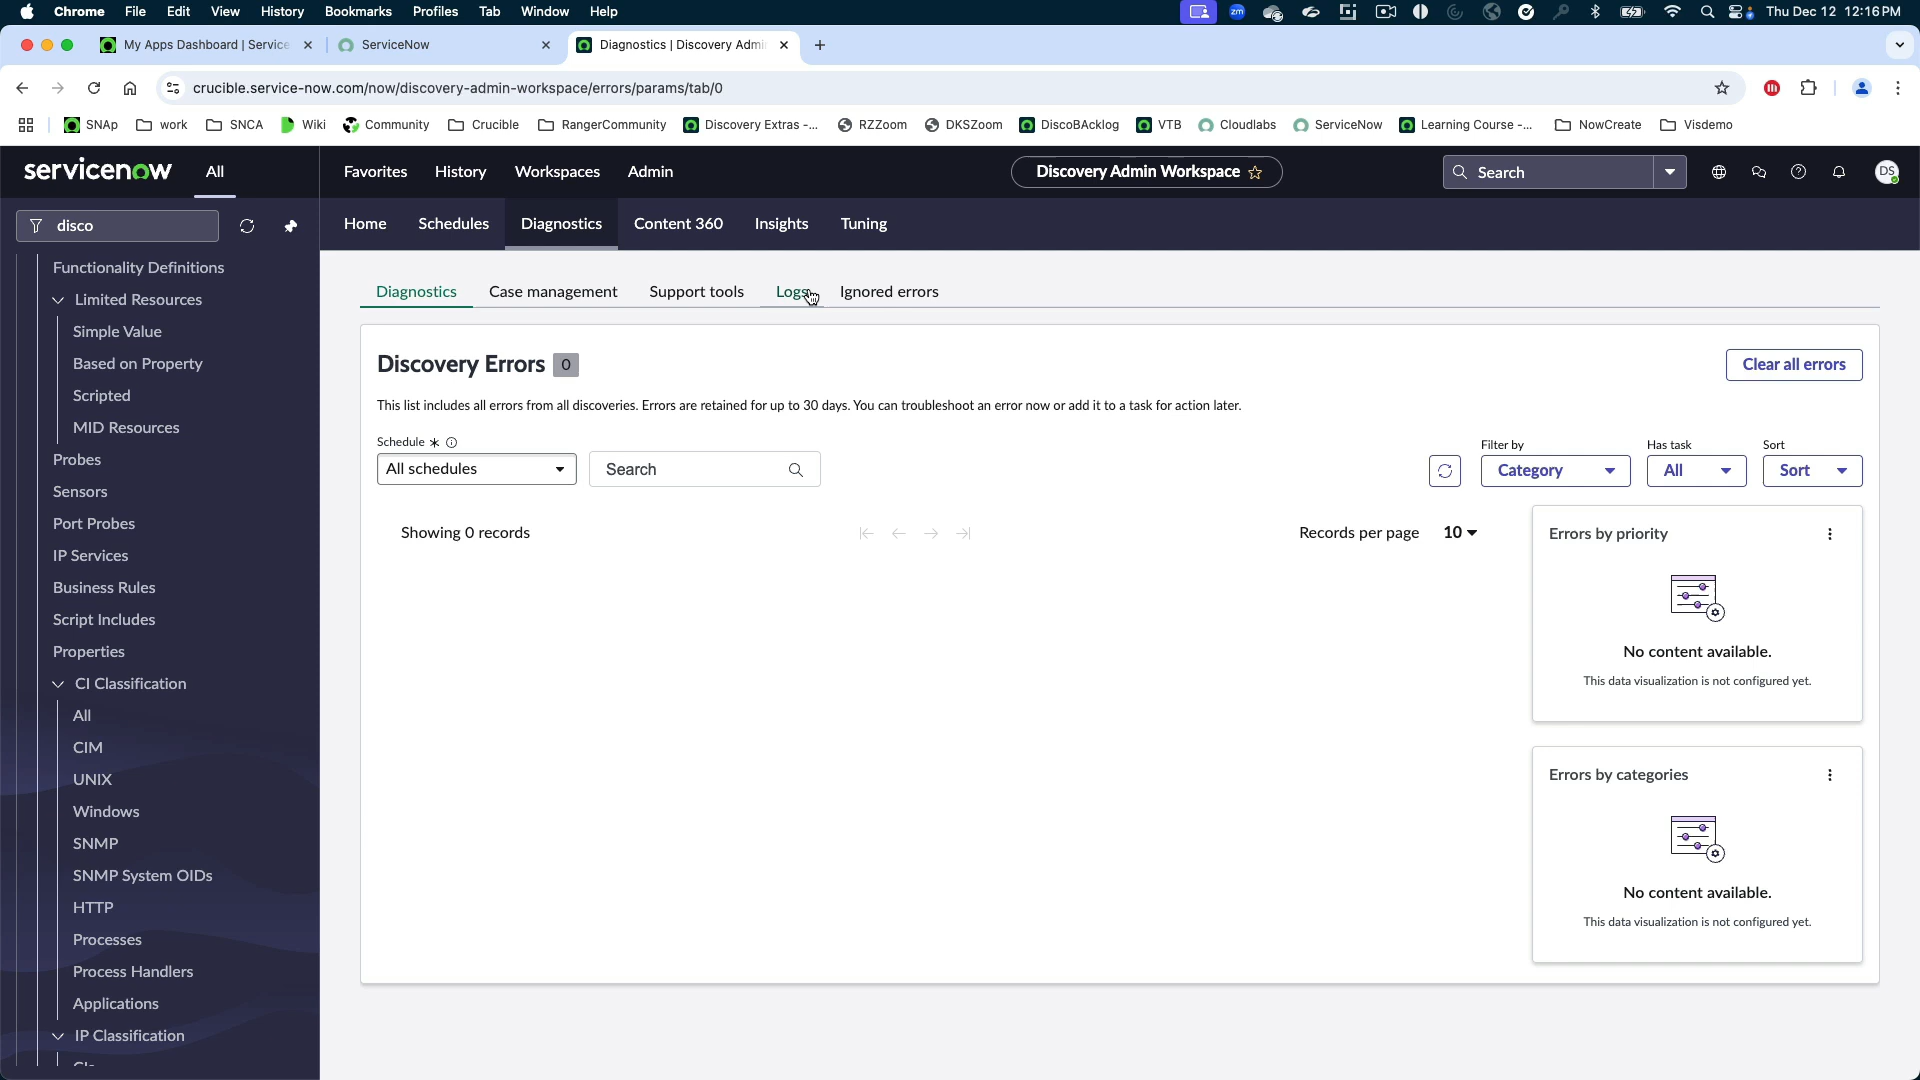 Chrome File Edit View History Bookmarks Profiles Tab Window Help zm Thu Dec 12 12:16 PM
My Apps Dashboard | Service ServiceNow Diagnostics | Discovery Admi
crucible.service-now.com/now/discovery-admin-workspace/errors/params/tab/0
SNAp work SNCA Wiki Community Crucible RangerCommunity Discovery Extras -... RZZoom DKSZoom DiscoBAcklog VTB Cloudlabs ServiceNow Learning Course -... NowCreate Visdemo
servicenow All Favorites History Workspaces Admin Discovery Admin Workspace Search DS
disco
Home Schedules Diagnostics Content 360 Insights Tuning
Functionality Definitions
Limited Resources
Simple Value
Based on Property
Scripted
MID Resources
Probes
Sensors
Port Probes
IP Services
Business Rules
Script Includes
Properties
CI Classification
All
CIM
UNIX
Windows
SNMP
SNMP System OIDs
HTTP
Processes
Process Handlers
Applications
IP Classification
Diagnostics Case management Support tools Logs Ignored errors
Discovery Errors 0
Clear all errors
This list includes all errors from all discoveries. Errors are retained for up to 30 days. You can troubleshoot an error now or add it to a task for action later.
Schedule *
All schedules
Search
Filter by
Category
Has task
All
Sort
Sort
Showing 0 records
Records per page 10
Errors by priority
No content available.
This data visualization is not configured yet.
Errors by categories
No content available.
This data visualization is not configured yet.